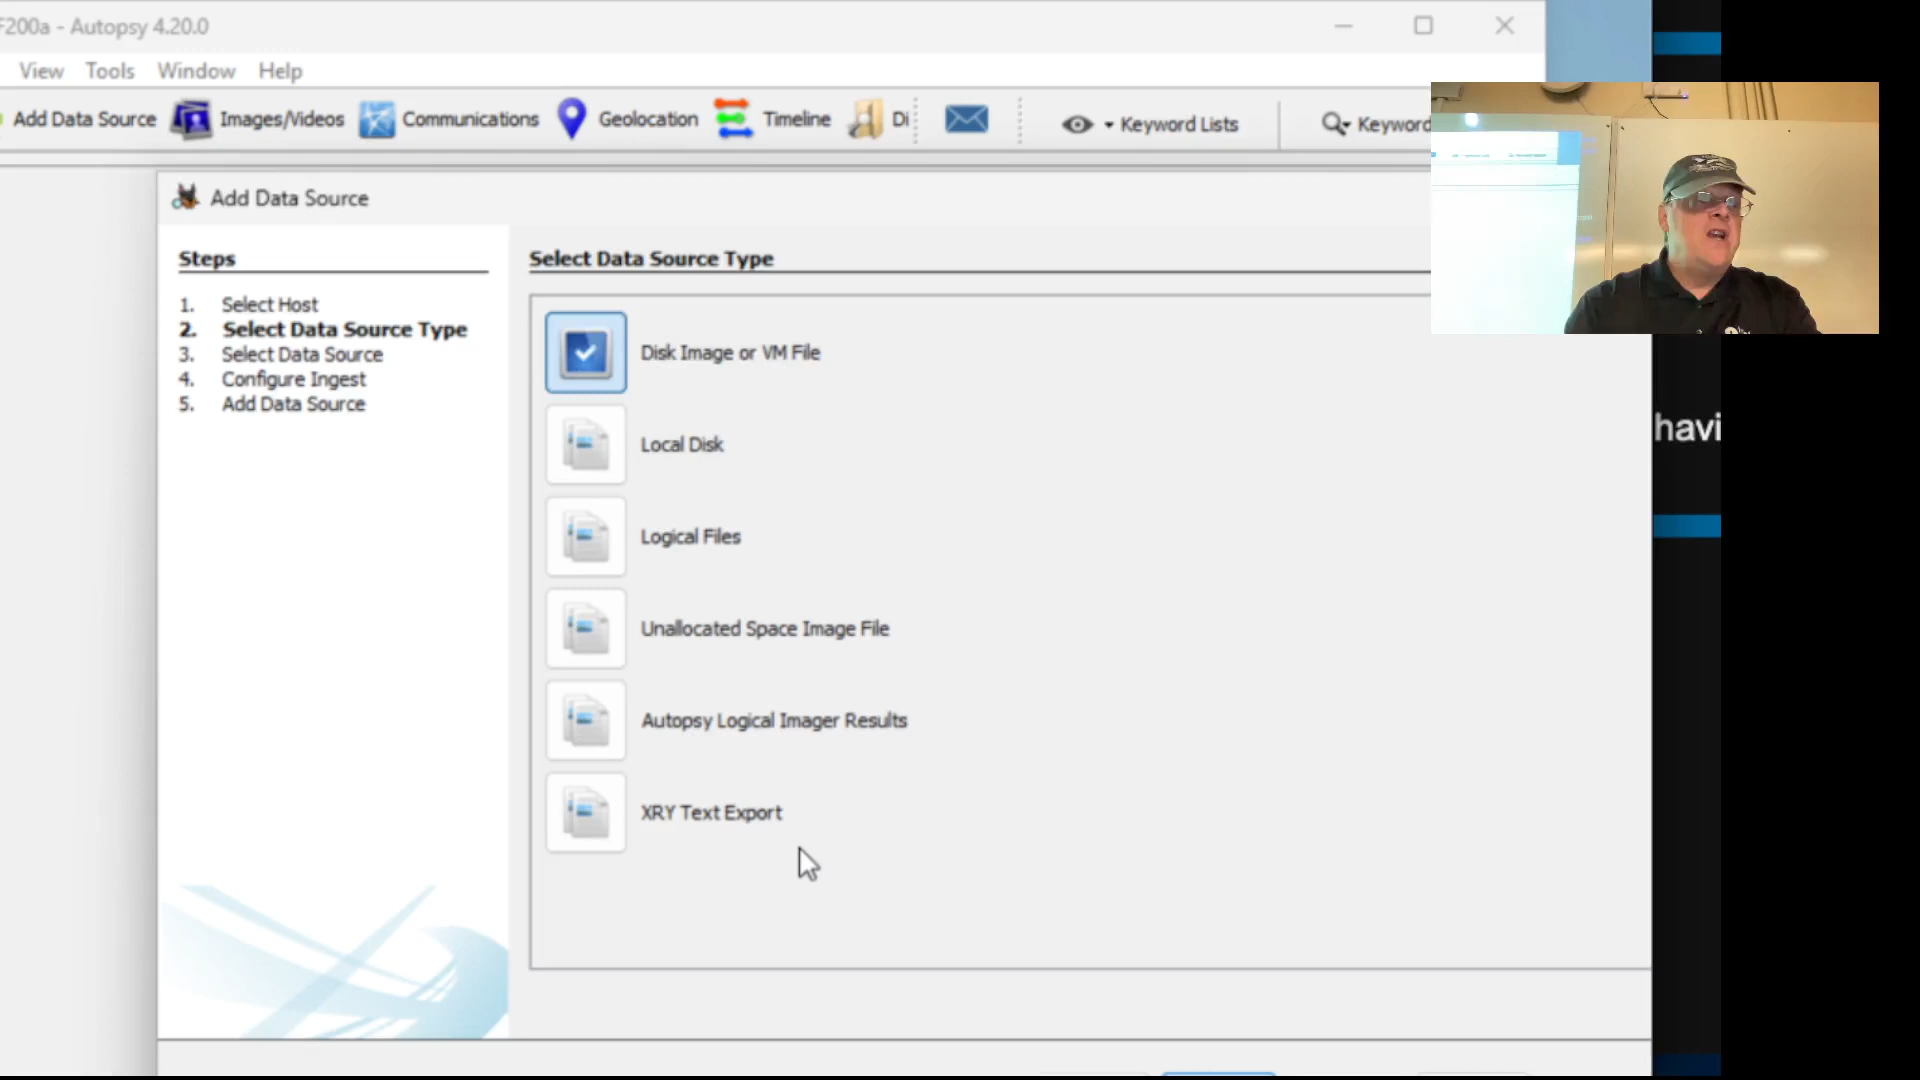 F200a - Autopsy 4.20.0
View Tools Window Help
Add Data Source Images/Videos Communications Geolocation Timeline Di Keyword Lists Keyword
Add Data Source
Steps
1. Select Host
2. Select Data Source Type
3. Select Data Source
4. Configure Ingest
5. Add Data Source
Select Data Source Type
Disk Image or VM File
Local Disk
Logical Files
Unallocated Space Image File
Autopsy Logical Imager Results
XRY Text Export
havi